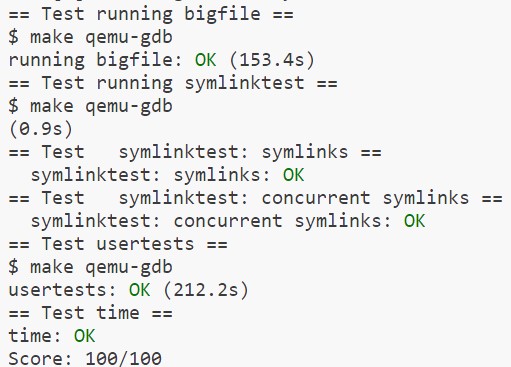 == Test running bigfile ==
$ make qemu-gdb
running bigfile: OK (153.4s)
== Test running symlinktest ==
$ make qemu-gdb
(0.9s)
== Test   symlinktest: symlinks ==
  symlinktest: symlinks: OK
== Test   symlinktest: concurrent symlinks ==
  symlinktest: concurrent symlinks: OK
== Test usertests ==
$ make qemu-gdb
usertests: OK (212.2s)
== Test time ==
time: OK
Score: 100/100